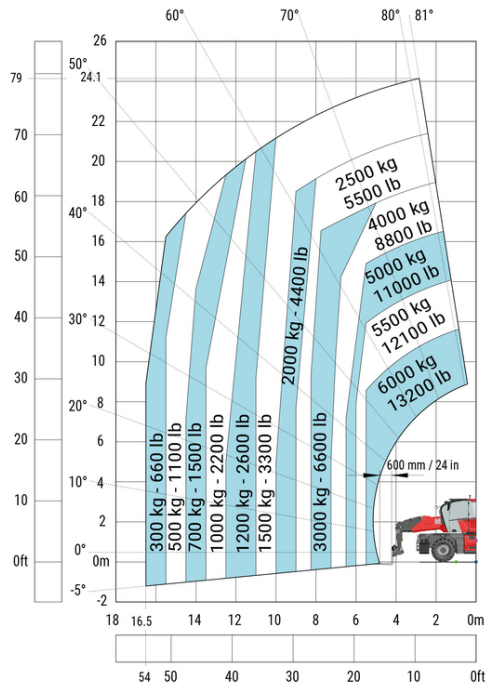 60°
70°
80°
81°
26
50°
79
24.1
22
70
20
60
18
40°
16
50
14
40
12
30°
10
30
20°
8
20
6
10°
4
10
2
0°
0ft
0m
-5°
-2
2500 kg
5500 lb
4000 kg
8800 lb
5000 kg
11000 lb
5500 kg
12100 lb
6000 kg
13200 lb
300 kg - 660 lb
500 kg - 1100 lb
700 kg - 1500 lb
1000 kg - 2200 lb
1200 kg - 2600 lb
1500 kg - 3300 lb
2000 kg - 4400 lb
3000 kg - 6600 lb
600 mm / 24 in
18 16.5 14 12 10 8 6 4 2 0m
54 50 40 30 20 10 0ft